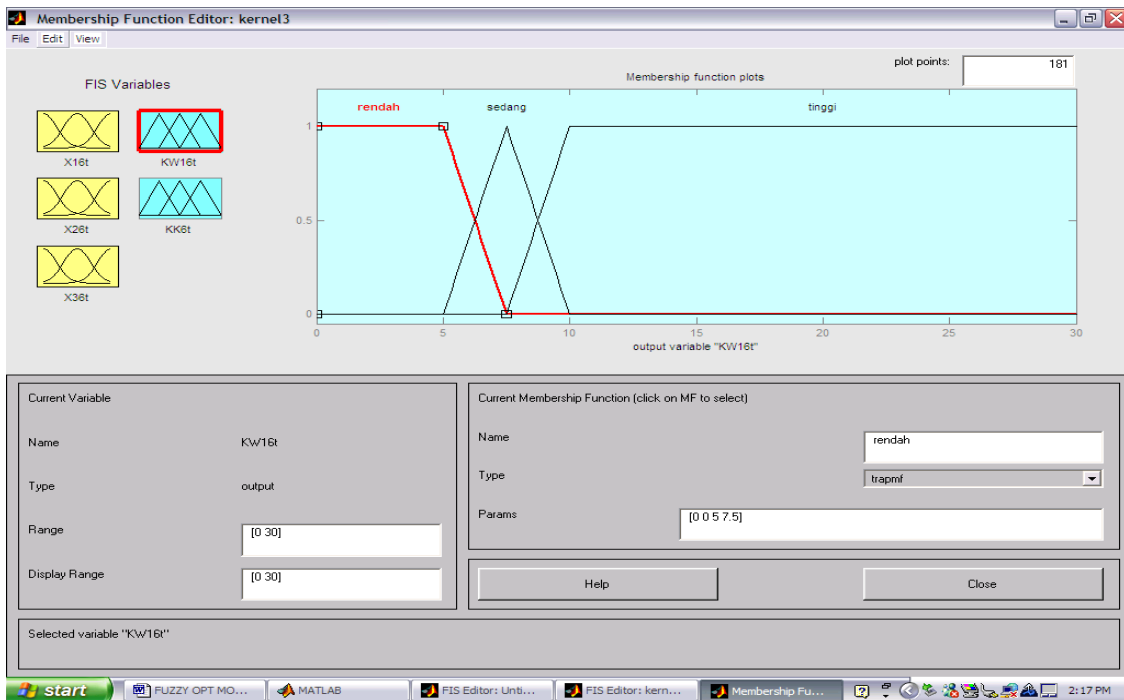 Membership Function Editor: kernel3
File Edit View
FIS Variables
plot points: 181
Membership function plots
X16t KW16t
X26t KK6t
X36t
rendah sedang tinggi
1
0.5
0
0 5 10 15 20 25 30
output variable "KW16t"
Current Variable
Name KW16t
Type output
Range [0 30]
Display Range [0 30]
Current Membership Function (click on MF to select)
Name rendah
Type trapmf
Params [0 0 5 7.5]
Help Close
Selected variable "KW16t"
start FUZZY OPT MO... MATLAB FIS Editor: Unti... FIS Editor: kern... Membership Fu... 2:17 PM